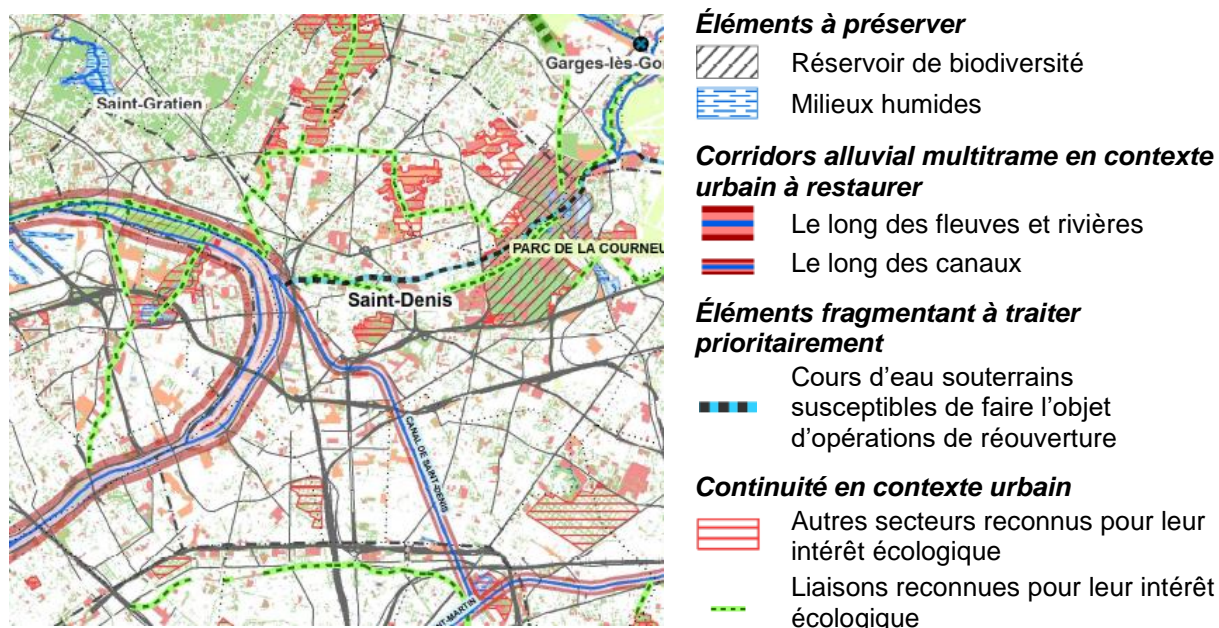 Garges-lès-Go
Saint-Gratien
PARC DE LA COURNEU
Saint-Denis
CANAL DE SAINT-DENIS
NT-MARTIN
Éléments à préserver
Réservoir de biodiversité
Milieux humides
Corridors alluvial multitrame en contexte
urbain à restaurer
Le long des fleuves et rivières
Le long des canaux
Éléments fragmentant à traiter
prioritairement
Cours d’eau souterrains
susceptibles de faire l’objet
d’opérations de réouverture
Continuité en contexte urbain
Autres secteurs reconnus pour leur
intérêt écologique
Liaisons reconnues pour leur intérêt
écologique